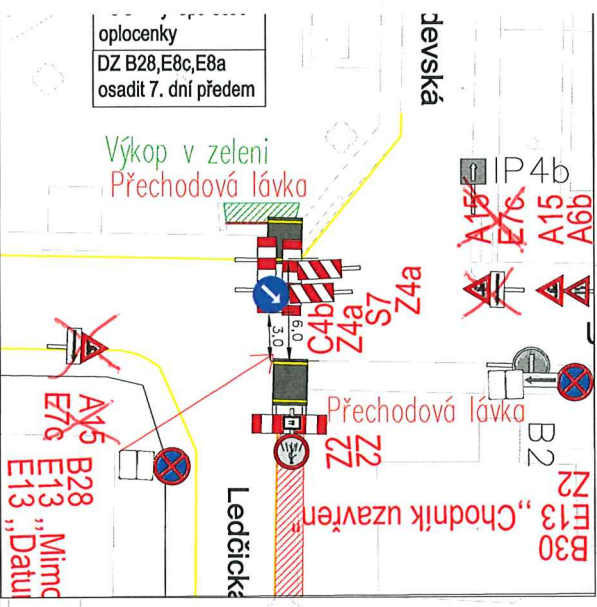 oplocenky
DZ B28,E8c,E8a
osadit 7. dní předem
devská
Výkop v zeleni
Přechodová lávka
IP4b
A15
E7c
A15
A6b
C4b
Z4a
S7
Z4a
6.0
3.0
Přechodová lávka
Z2
Z2
B2
B30
E13 ,,Chodník uzavřen"
Z2
A15
E7c
B28
E13 ,,Mimo
E13 ,,Datu
Ledčická